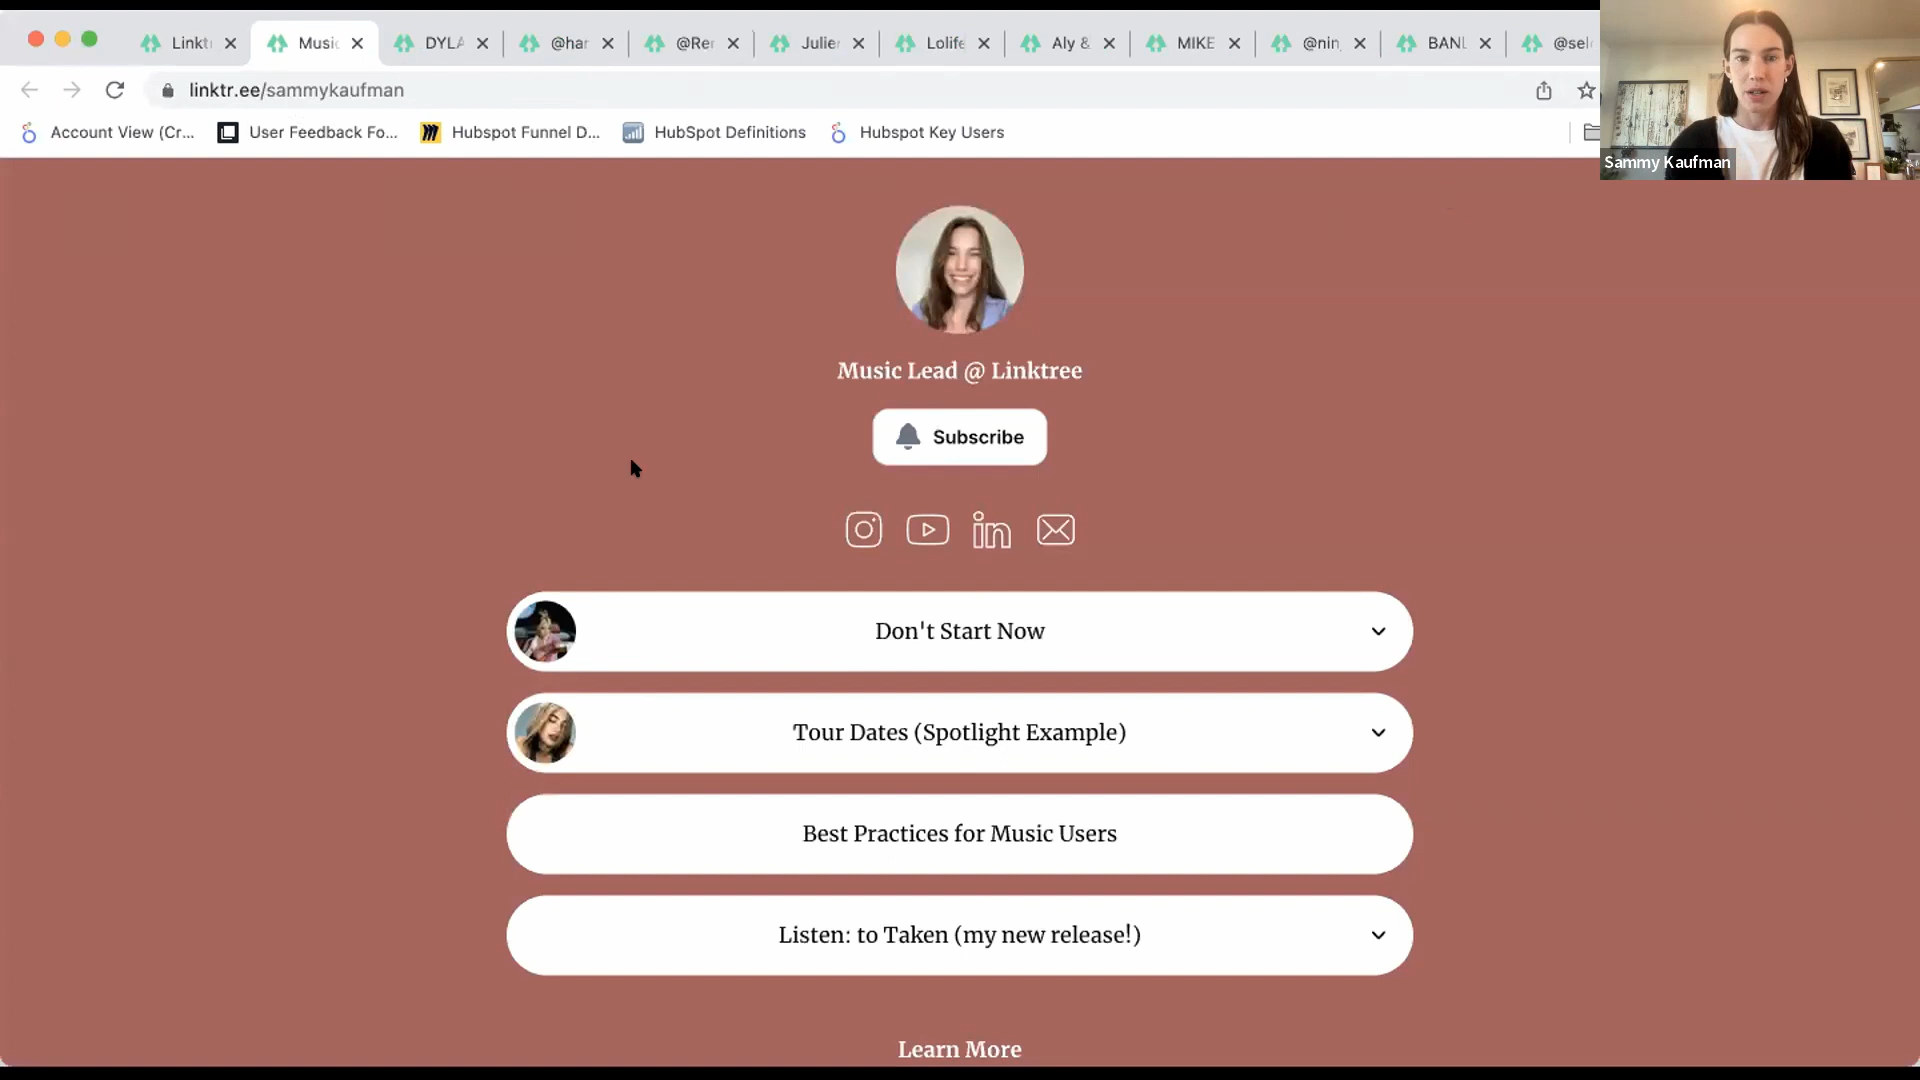 Linkt
Music
DYLA
@har
@Rer
Julie
Lolife
Aly &
MIKE
@nin
BANL
@sel
linktr.ee/sammykaufman
Account View (Cr...
User Feedback Fo...
Hubspot Funnel D...
HubSpot Definitions
Hubspot Key Users
Sammy Kaufman
Music Lead @ Linktree
Subscribe
Don't Start Now
Tour Dates (Spotlight Example)
Best Practices for Music Users
Listen: to Taken (my new release!)
Learn More